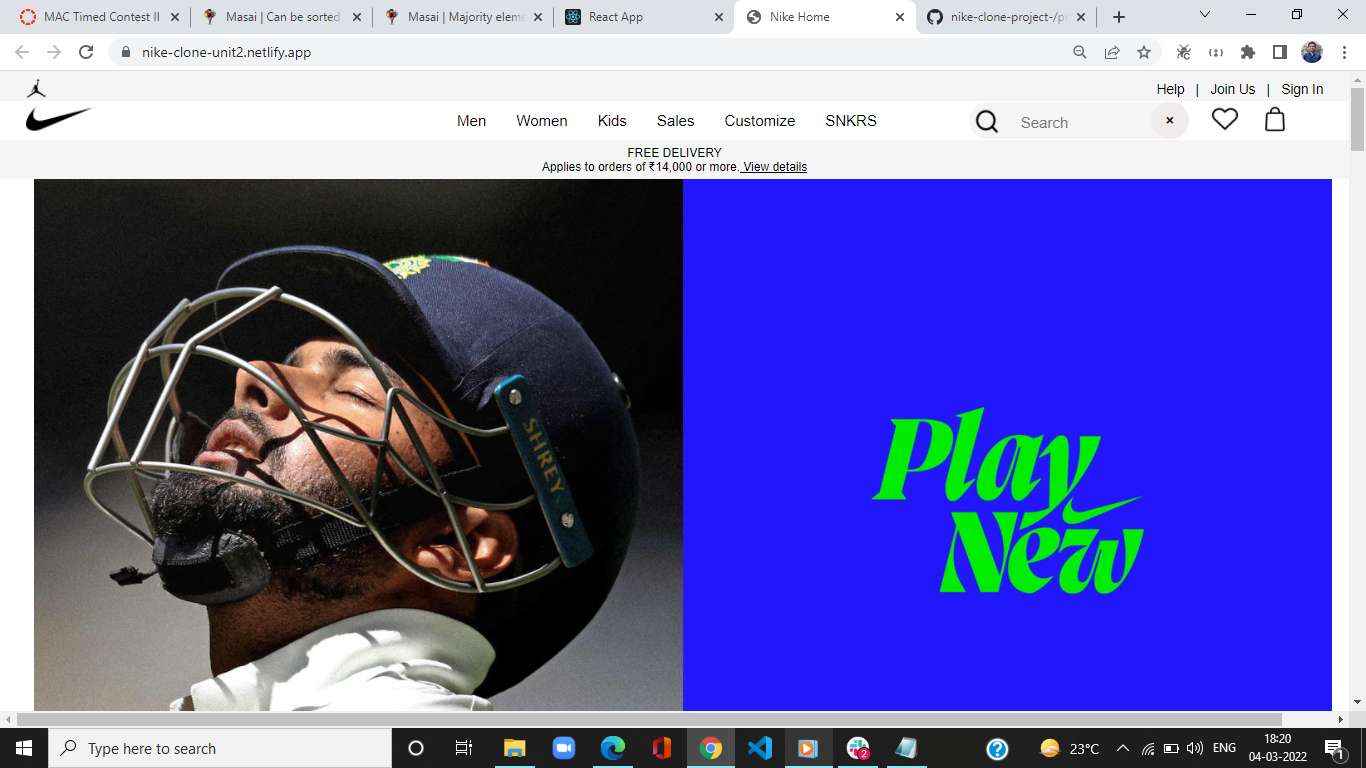 MAC Timed Contest II
Masai | Can be sorted
Masai | Majority elem
React App
Nike Home
nike-clone-project-/p
nike-clone-unit2.netlify.app
Help | Join Us | Sign In
Men Women Kids Sales Customize SNKRS Search ×
FREE DELIVERY
Applies to orders of ₹14,000 or more. View details
SHREY
Play
New
Type here to search
2
23°C ENG
18:20
04-03-2022
1